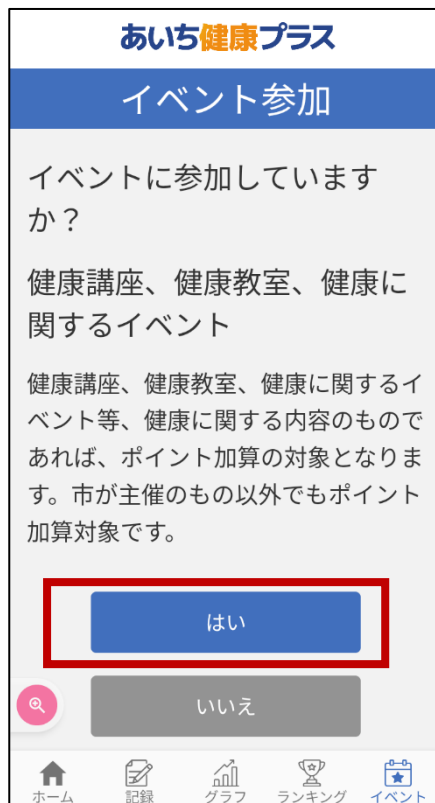 あいち健康プラス
イベント参加
イベントに参加しています
か？
健康講座、健康教室、健康に
関するイベント
健康講座、健康教室、健康に関するイ
ベント等、健康に関する内容のもので
あれば、ポイント加算の対象となりま
す。市が主催のもの以外でもポイント
加算対象です。
はい
いいえ
ホーム 記録 グラフ ランキング イベント